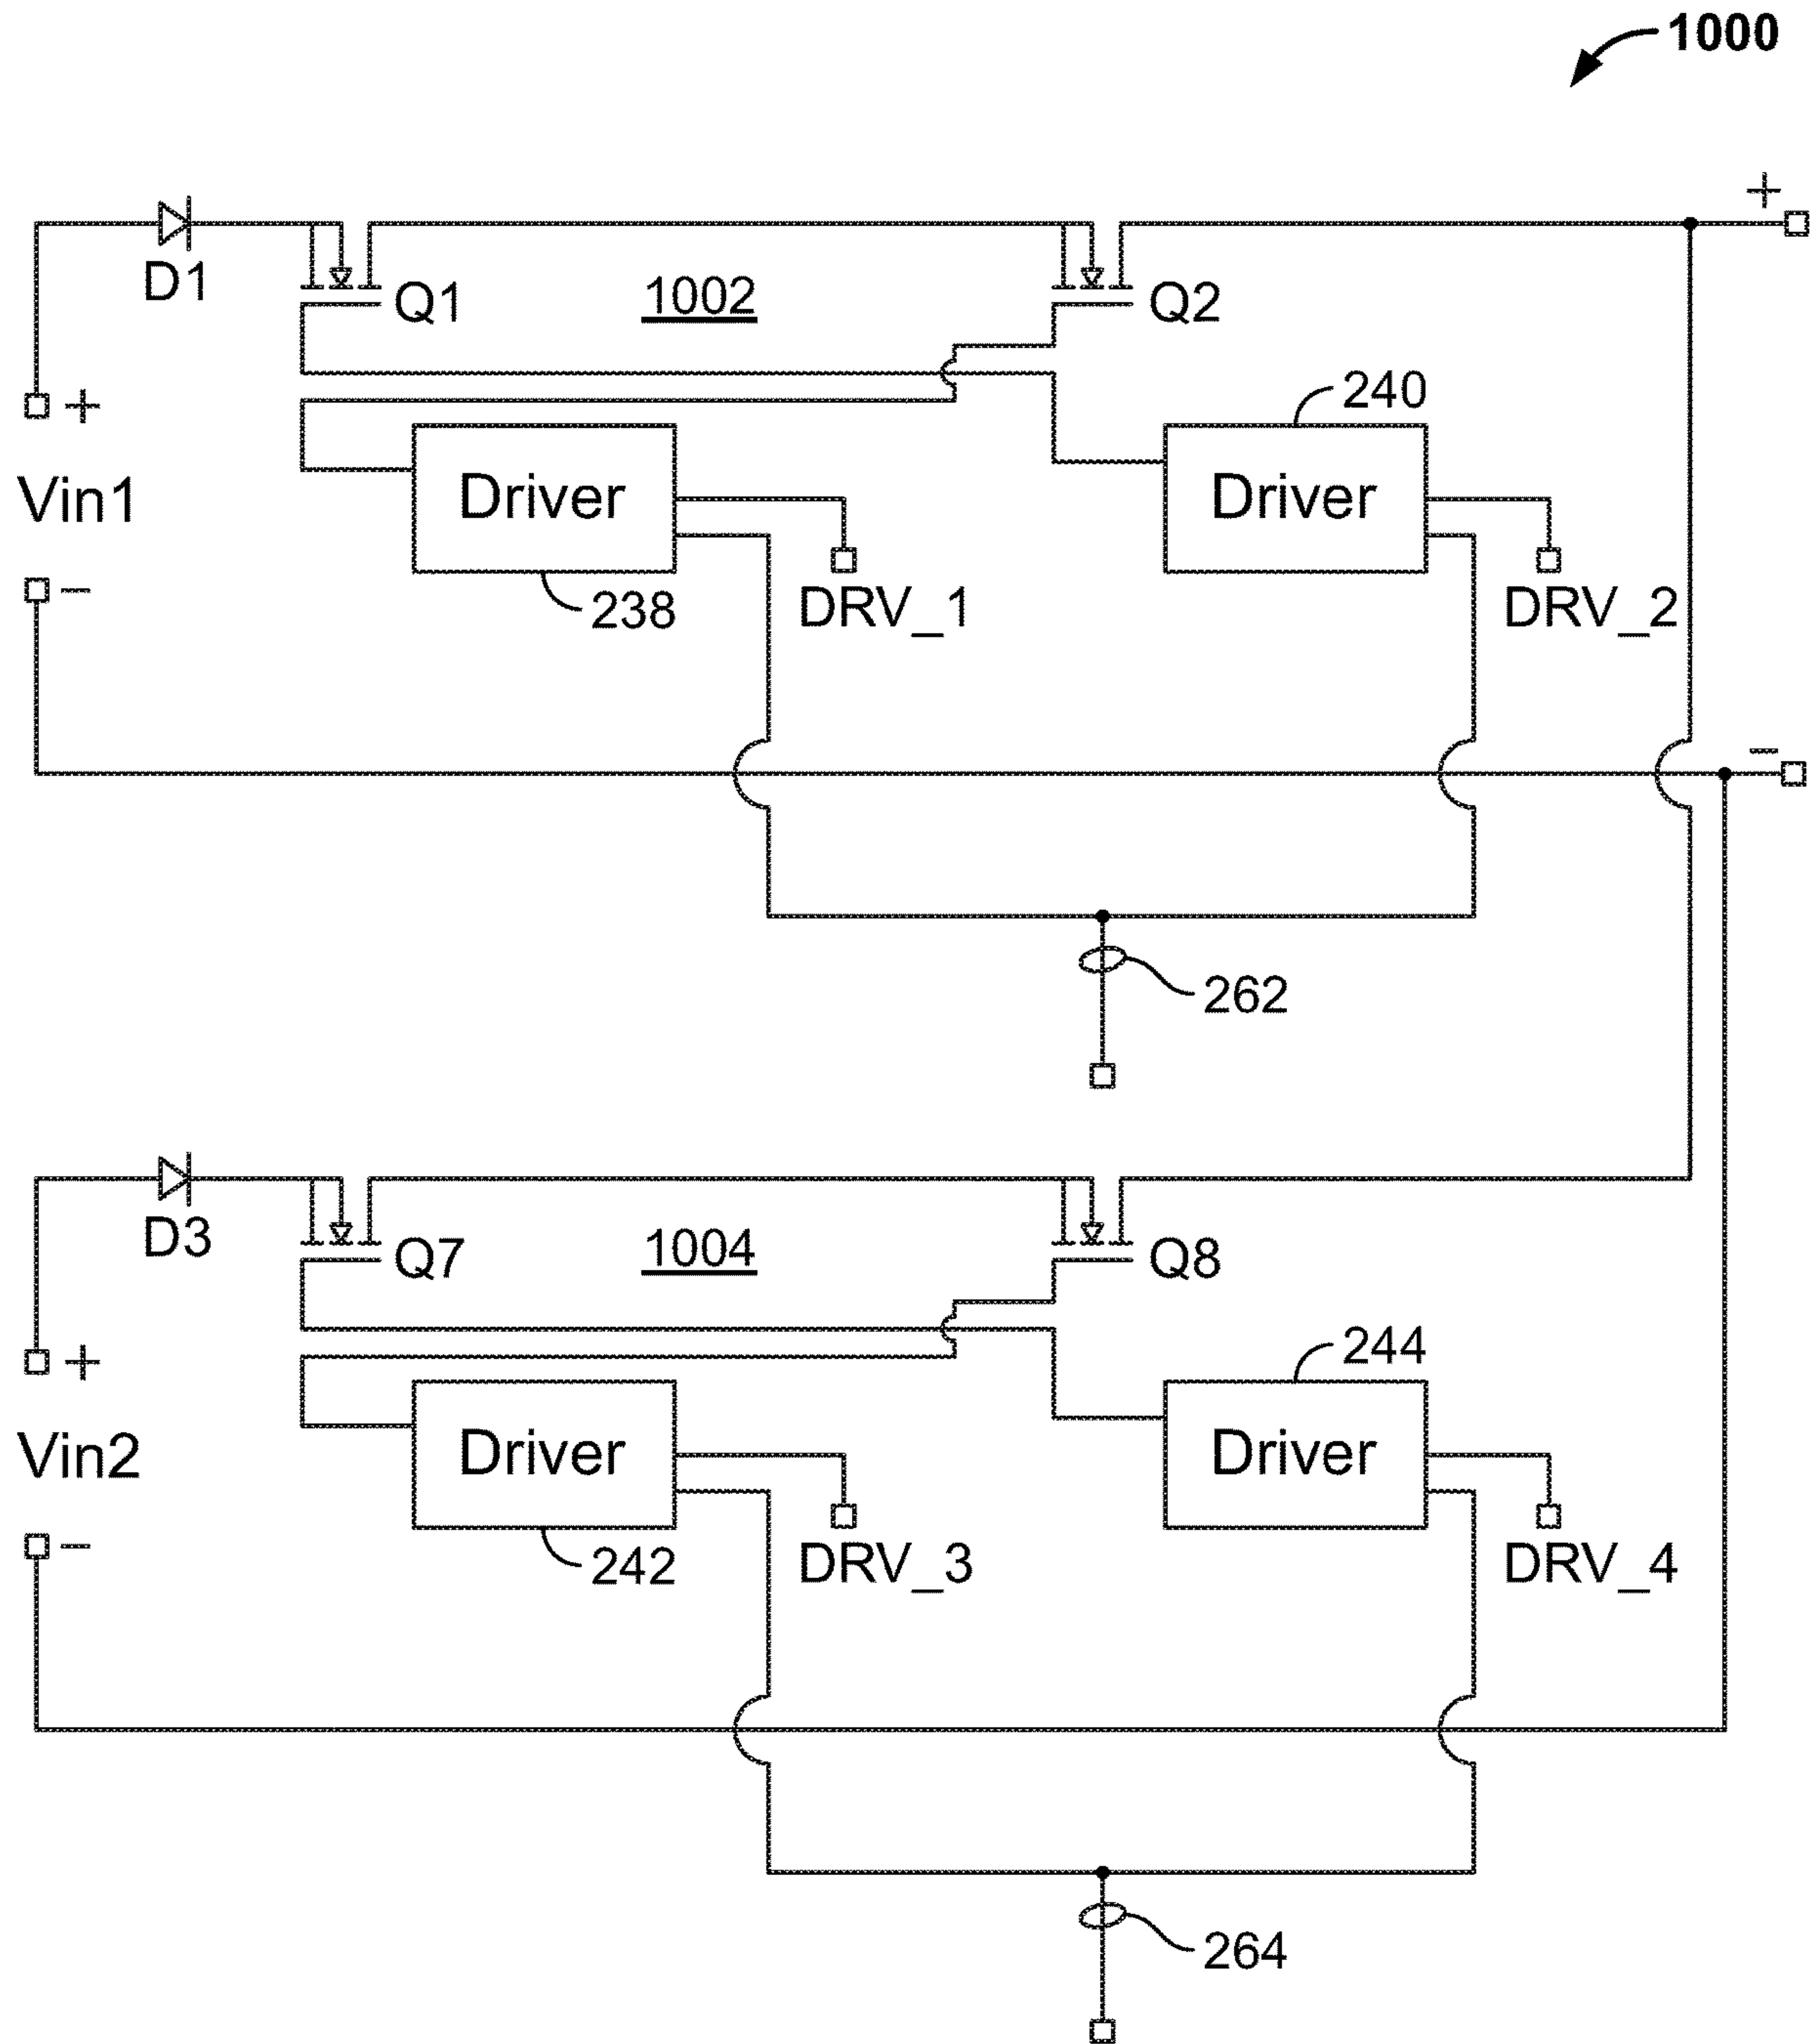 1000
+
D1
Q1
1002
Q2
+
240
Vin1
Driver
Driver
−
238
DRV_1
DRV_2
−
262
D3
Q7
1004
Q8
+
244
Vin2
Driver
Driver
−
242
DRV_3
DRV_4
264